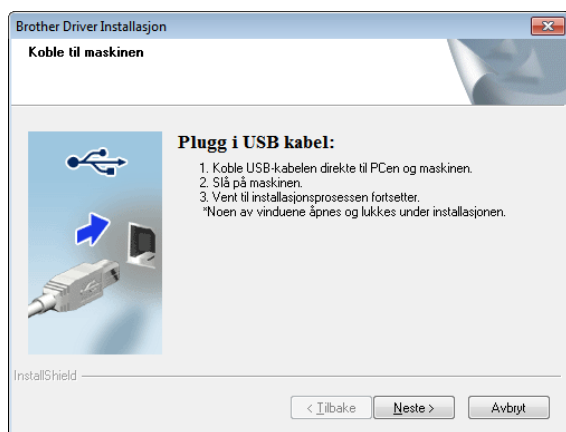 Brother Driver Installasjon
Koble til maskinen
Plugg i USB kabel:
1. Koble USB-kabelen direkte til PCen og maskinen.
2. Slå på maskinen.
3. Vent til installasjonsprosessen fortsetter.
*Noen av vinduene åpnes og lukkes under installasjonen.
InstallShield
< Tilbake
Neste >
Avbryt